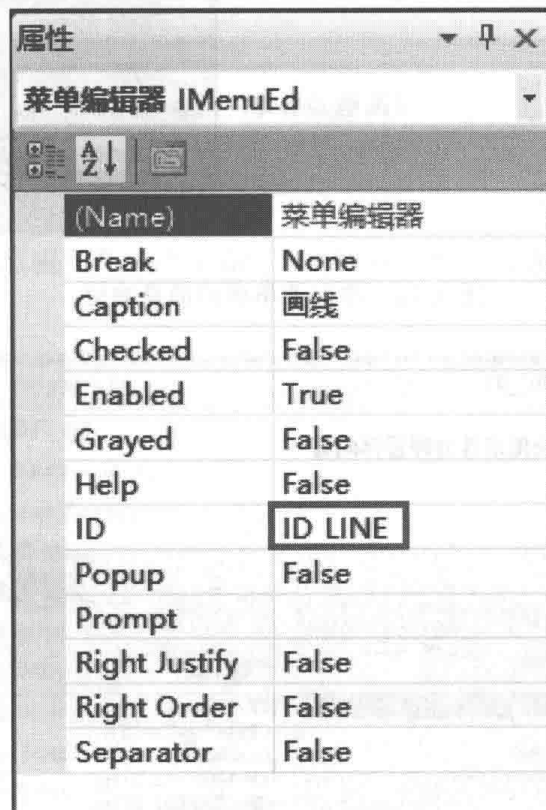 属性
菜单编辑器 IMenuEd
(Name) 菜单编辑器
Break None
Caption 画线
Checked False
Enabled True
Grayed False
Help False
ID ID LINE
Popup False
Prompt
Right Justify False
Right Order False
Separator False